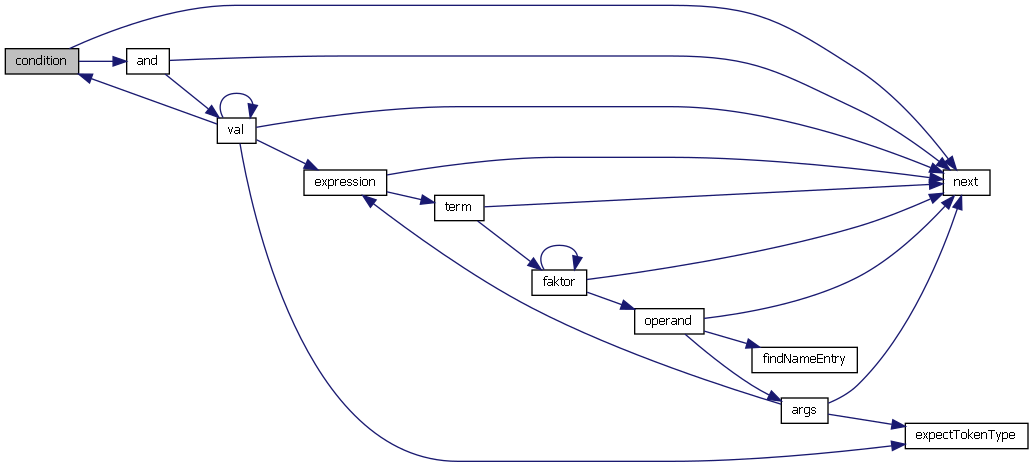 condition
and
val
expression
term
faktor
operand
findNameEntry
args
expectTokenType
next